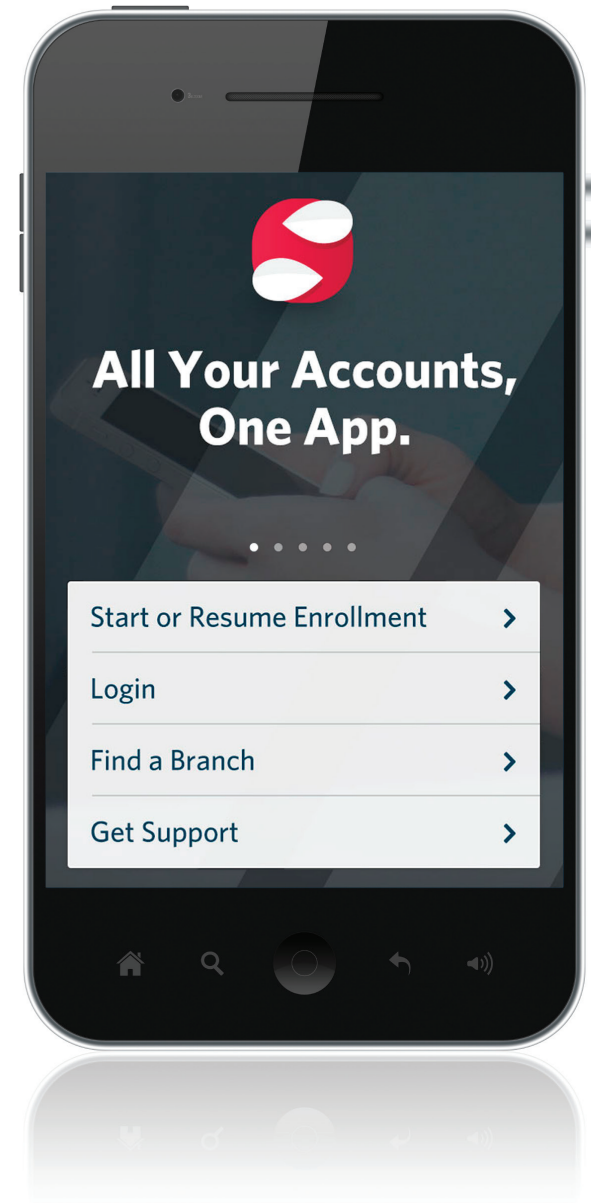 All Your Accounts,
One App.
Start or Resume Enrollment
Login
Find a Branch
Get Support